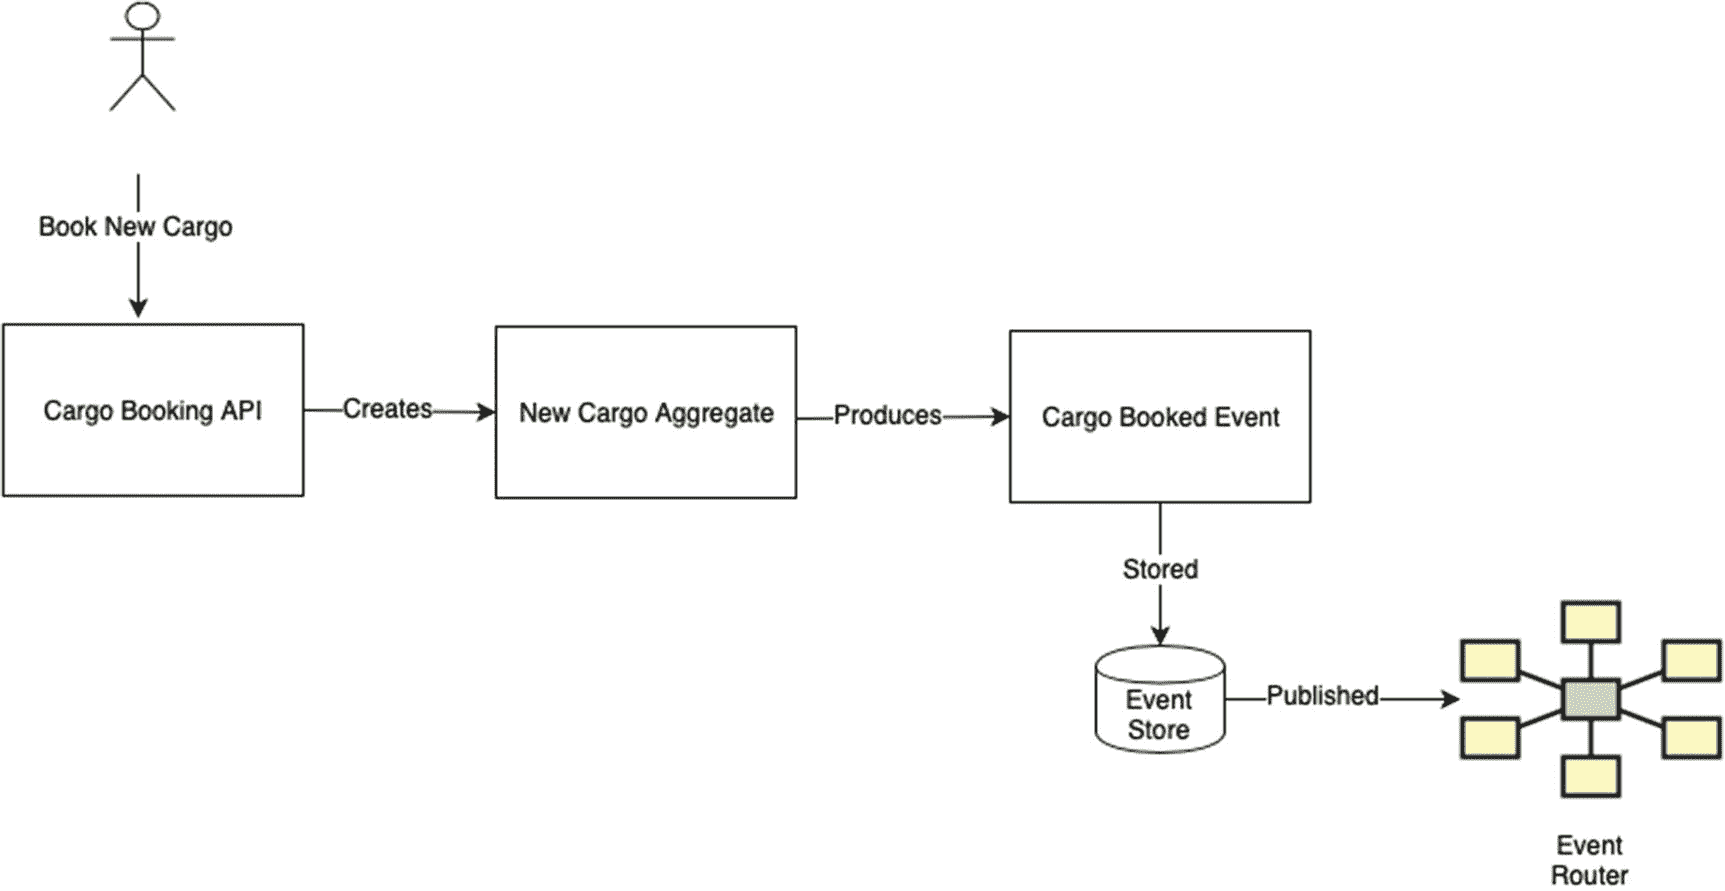 Book New Cargo
Cargo Booking API
Creates
New Cargo Aggregate
Produces
Cargo Booked Event
Stored
Event
Store
Published
Event
Router